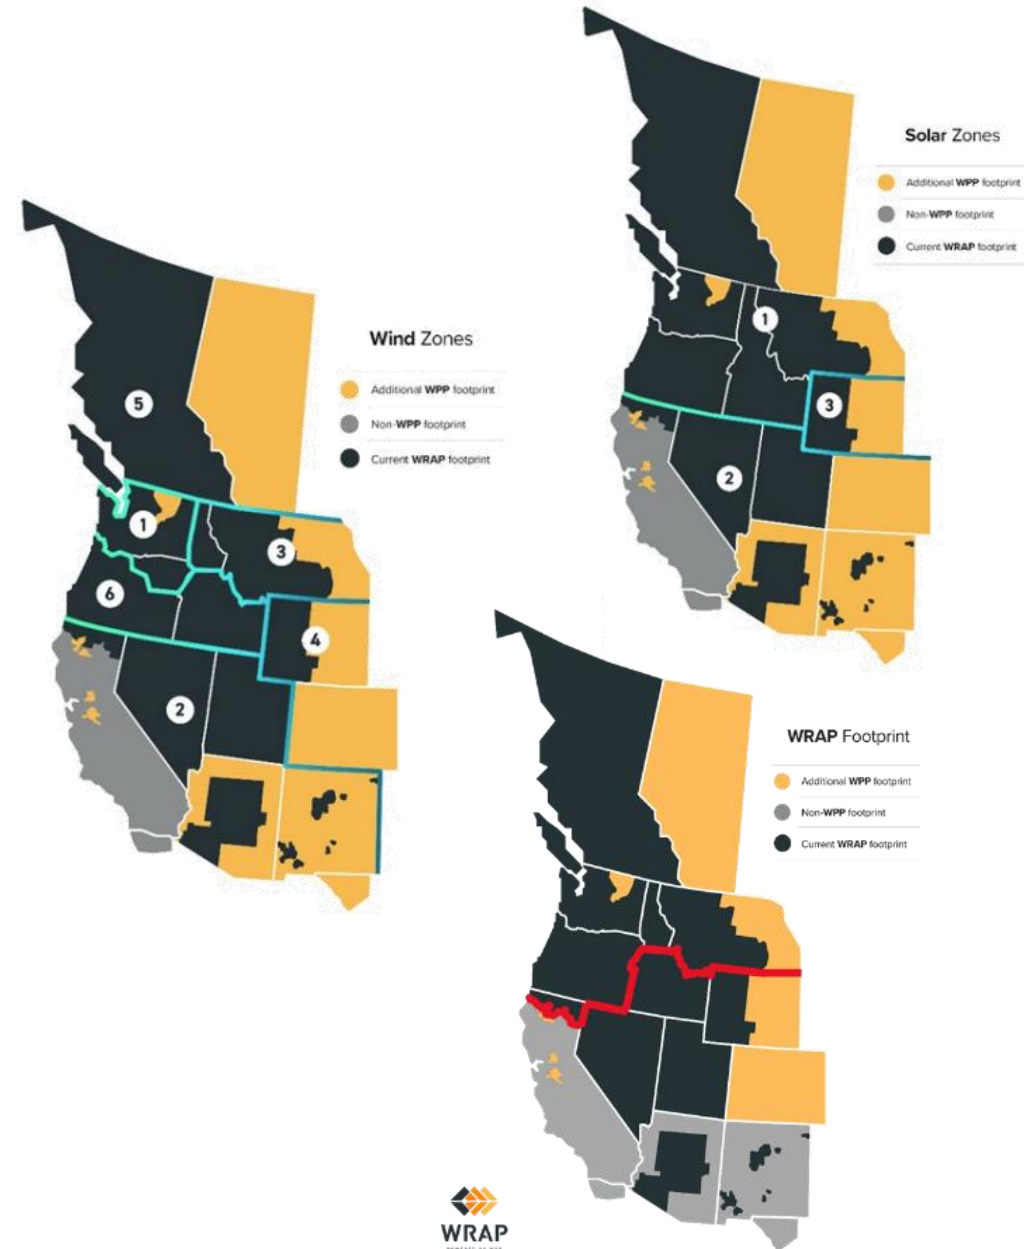 Solar Zones
Additional WPP footprint
Non-WPP footprint
Current WRAP footprint
1
3
2
Wind Zones
Additional WPP footprint
Non-WPP footprint
Current WRAP footprint
5
1
3
6
4
2
WRAP Footprint
Additional WPP footprint
Non-WPP footprint
Current WRAP footprint
WRAP